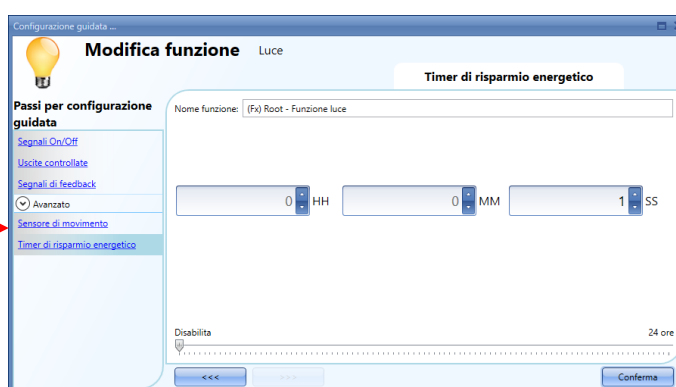 Configurazione guidata ...
Modifica funzione Luce
Timer di risparmio energetico
Passi per configurazione
guidata
Segnali On/Off
Uscite controllate
Segnali di feedback
Avanzato
Sensore di movimento
Timer di risparmio energetico
Nome funzione: (Fx) Root - Funzione luce
0 HH 0 MM 1 SS
Disabilita 24 ore
<<< >>> Conferma